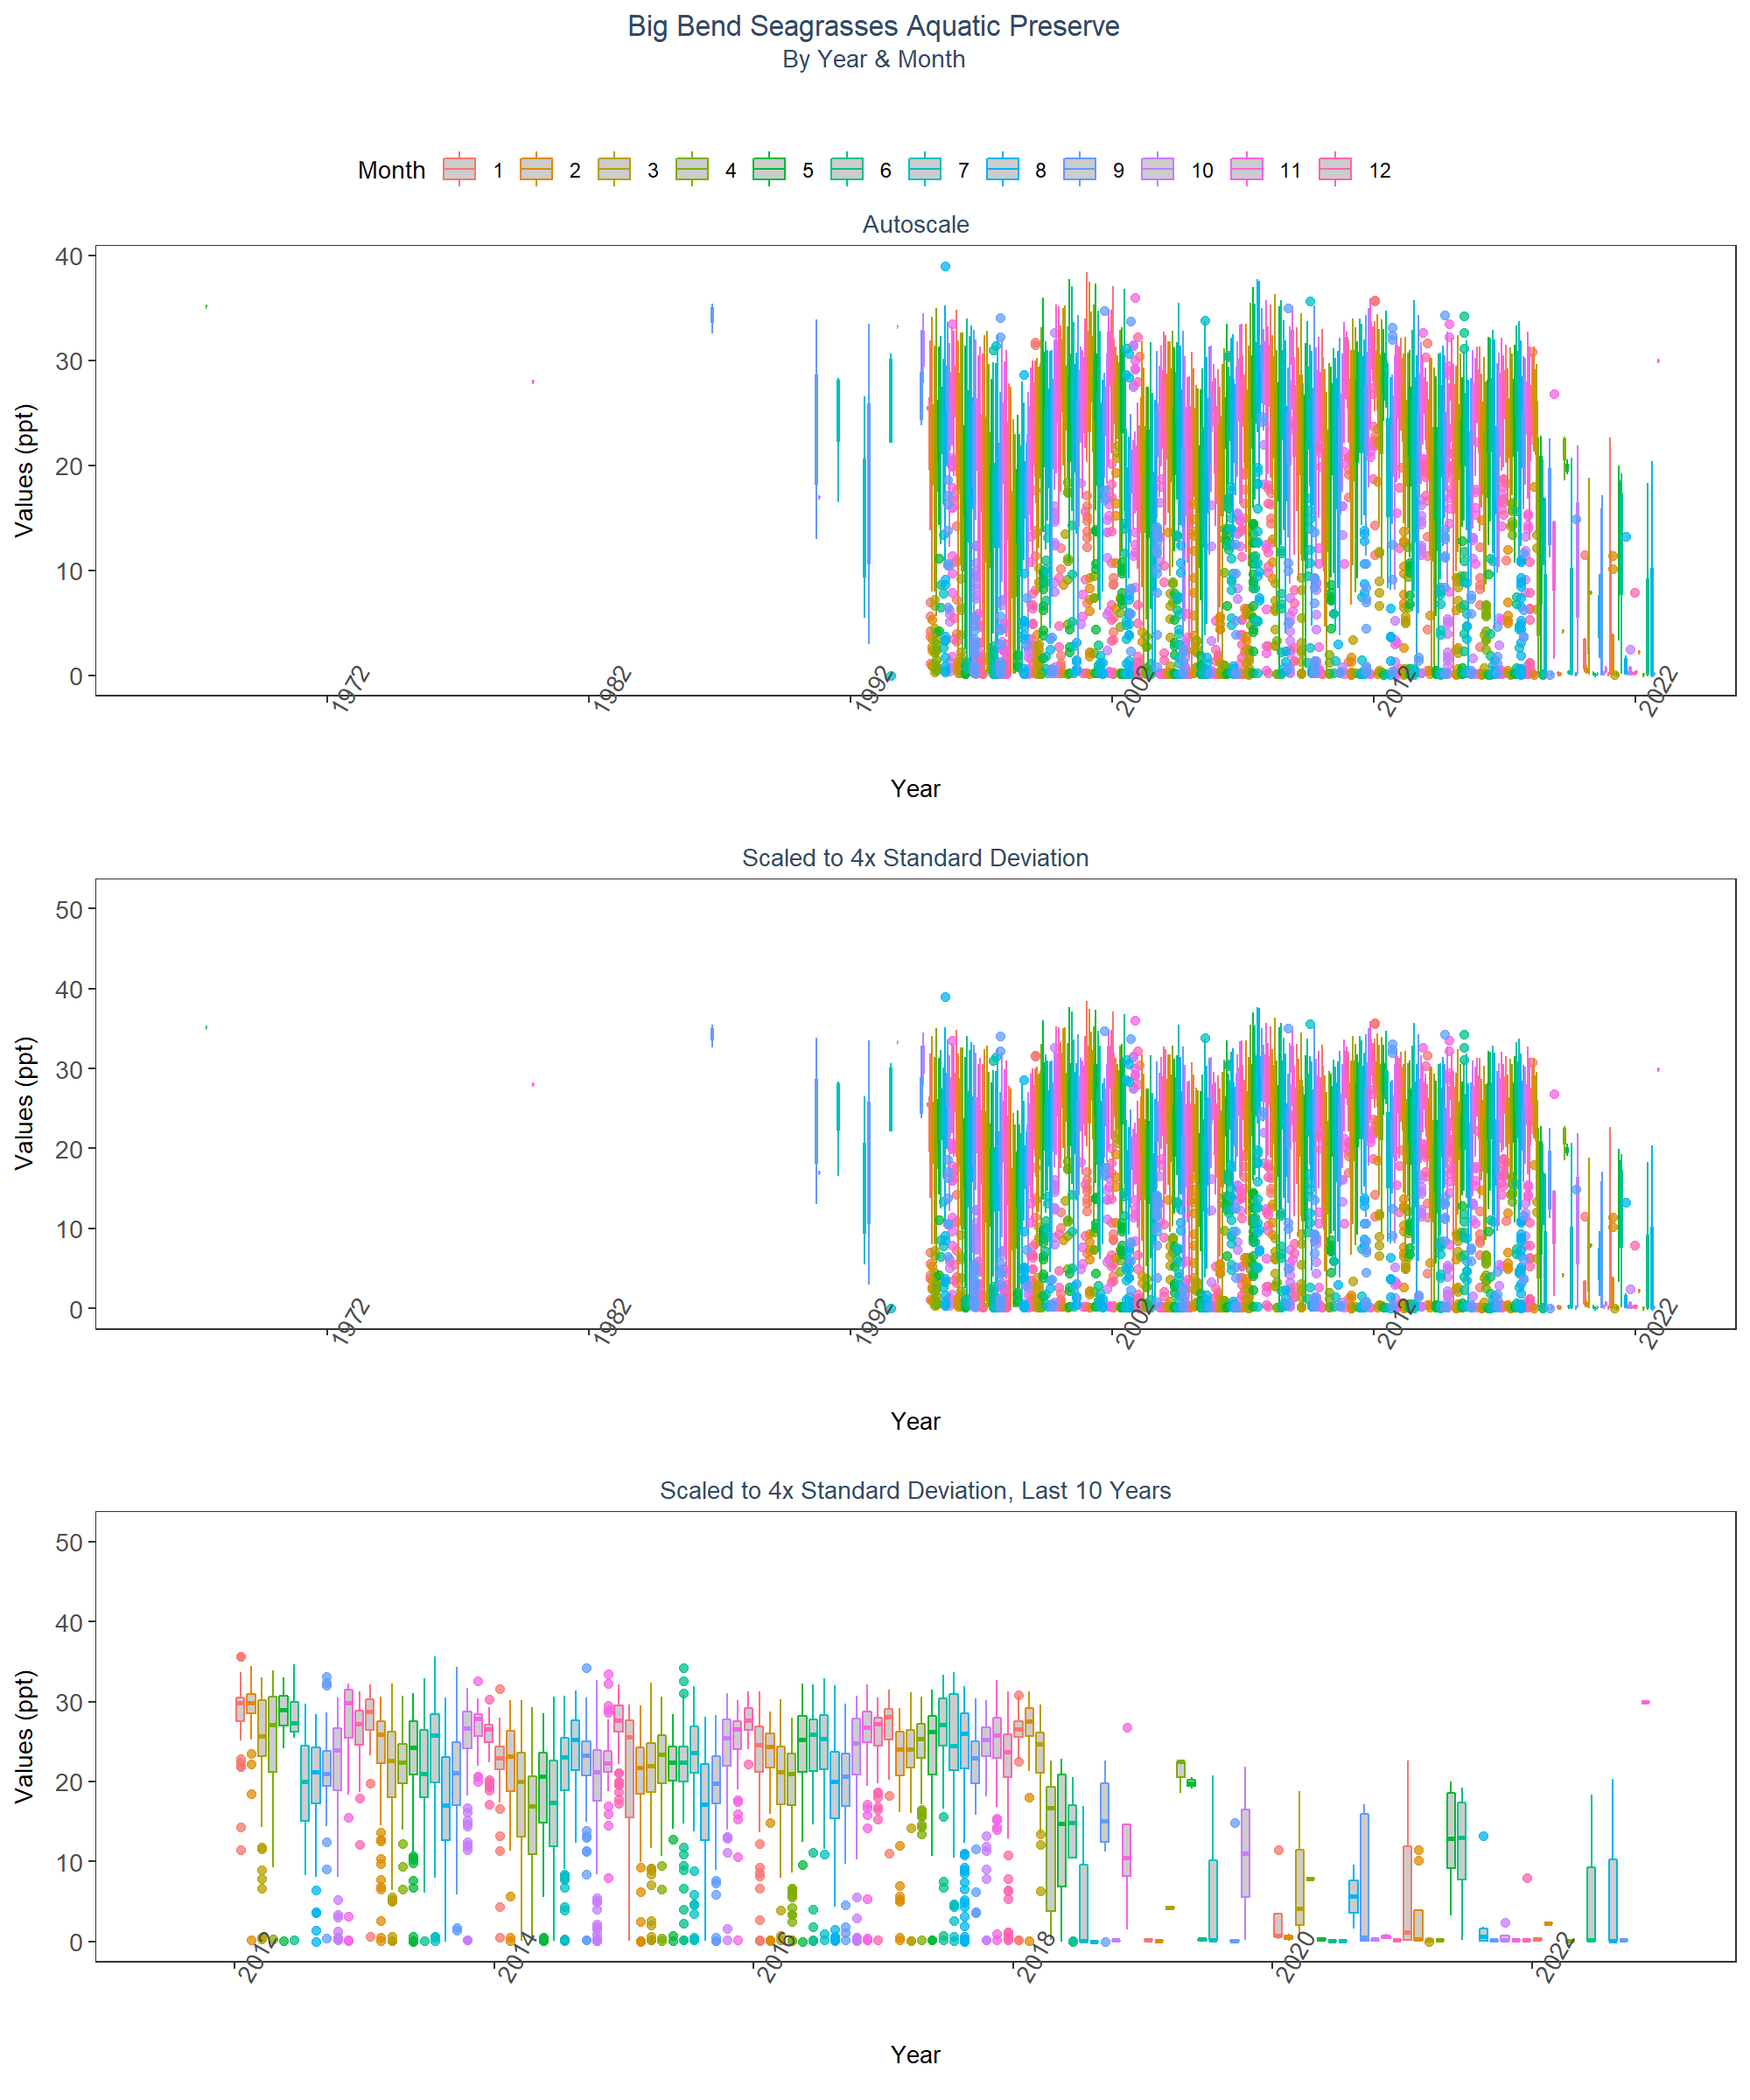 Big Bend Seagrasses Aquatic Preserve
By Year & Month
Month 1 2 3 4 5 6 7 8 9 10 11 12
Autoscale
Values (ppt)
40
30
20
10
0
1972 1982 1992 2002 2012 2022
Year
Scaled to 4x Standard Deviation
Values (ppt)
50
40
30
20
10
0
1972 1982 1992 2002 2012 2022
Year
Scaled to 4x Standard Deviation, Last 10 Years
Values (ppt)
50
40
30
20
10
0
2012 2014 2016 2018 2020 2022
Year